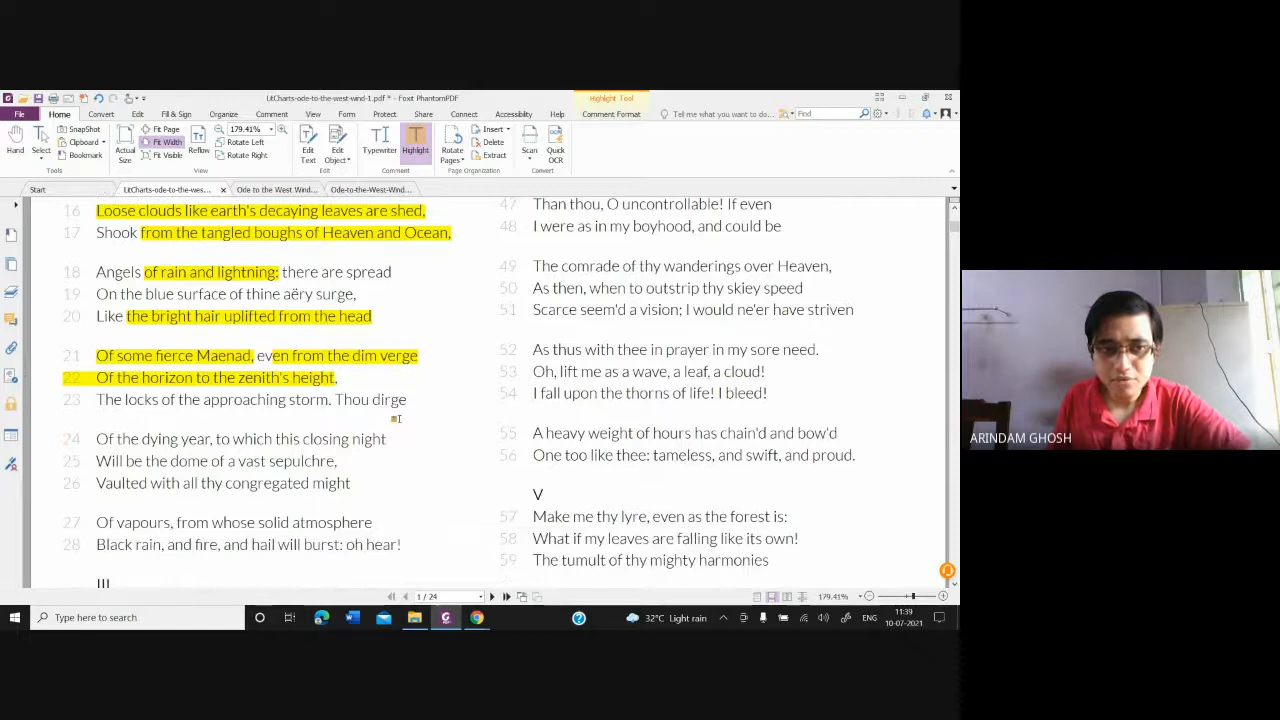 LitCharts-ode-to-the-west-wind-1.pdf * - Foxit PhantomPDF
Highlight Tool
File Home Convert Edit Organize Comment View Form Protect Share Connect Accessibility Help Comment Format Tell me what you want to do... Find
Fill & Sign
Hand
Select
SnapShot
Clipboard
Bookmark
Actual Size
Fit Page
Fit Width
Fit Visible
Reflow
179.41%
Rotate Left
Rotate Right
Edit Text
Edit Object
Typewriter
Highlight
Rotate Pages
Insert
Delete
Extract
Scan
Quick OCR
Tools View Edit Comment Page Organization Convert
Start LitCharts-ode-to-the-wes... Ode to the West Wind... Ode-to-the-West-Wind...
16 Loose clouds like earth's decaying leaves are shed,
17 Shook from the tangled boughs of Heaven and Ocean,
18 Angels of rain and lightning: there are spread
19 On the blue surface of thine aëry surge,
20 Like the bright hair uplifted from the head
21 Of some fierce Maenad, even from the dim verge
22 Of the horizon to the zenith's height,
23 The locks of the approaching storm. Thou dirge
24 Of the dying year, to which this closing night
25 Will be the dome of a vast sepulchre,
26 Vaulted with all thy congregated might
27 Of vapours, from whose solid atmosphere
28 Black rain, and fire, and hail will burst: oh hear!
III
47 Than thou, O uncontrollable! If even
48 I were as in my boyhood, and could be
49 The comrade of thy wanderings over Heaven,
50 As then, when to outstrip thy skiey speed
51 Scarce seem'd a vision; I would ne'er have striven
52 As thus with thee in prayer in my sore need.
53 Oh, lift me as a wave, a leaf, a cloud!
54 I fall upon the thorns of life! I bleed!
55 A heavy weight of hours has chain'd and bow'd
56 One too like thee: tameless, and swift, and proud.
V
57 Make me thy lyre, even as the forest is:
58 What if my leaves are falling like its own!
59 The tumult of thy mighty harmonies
1 / 24
179.41%
Type here to search
32°C Light rain
ENG
11:39
10-07-2021
ARINDAM GHOSH